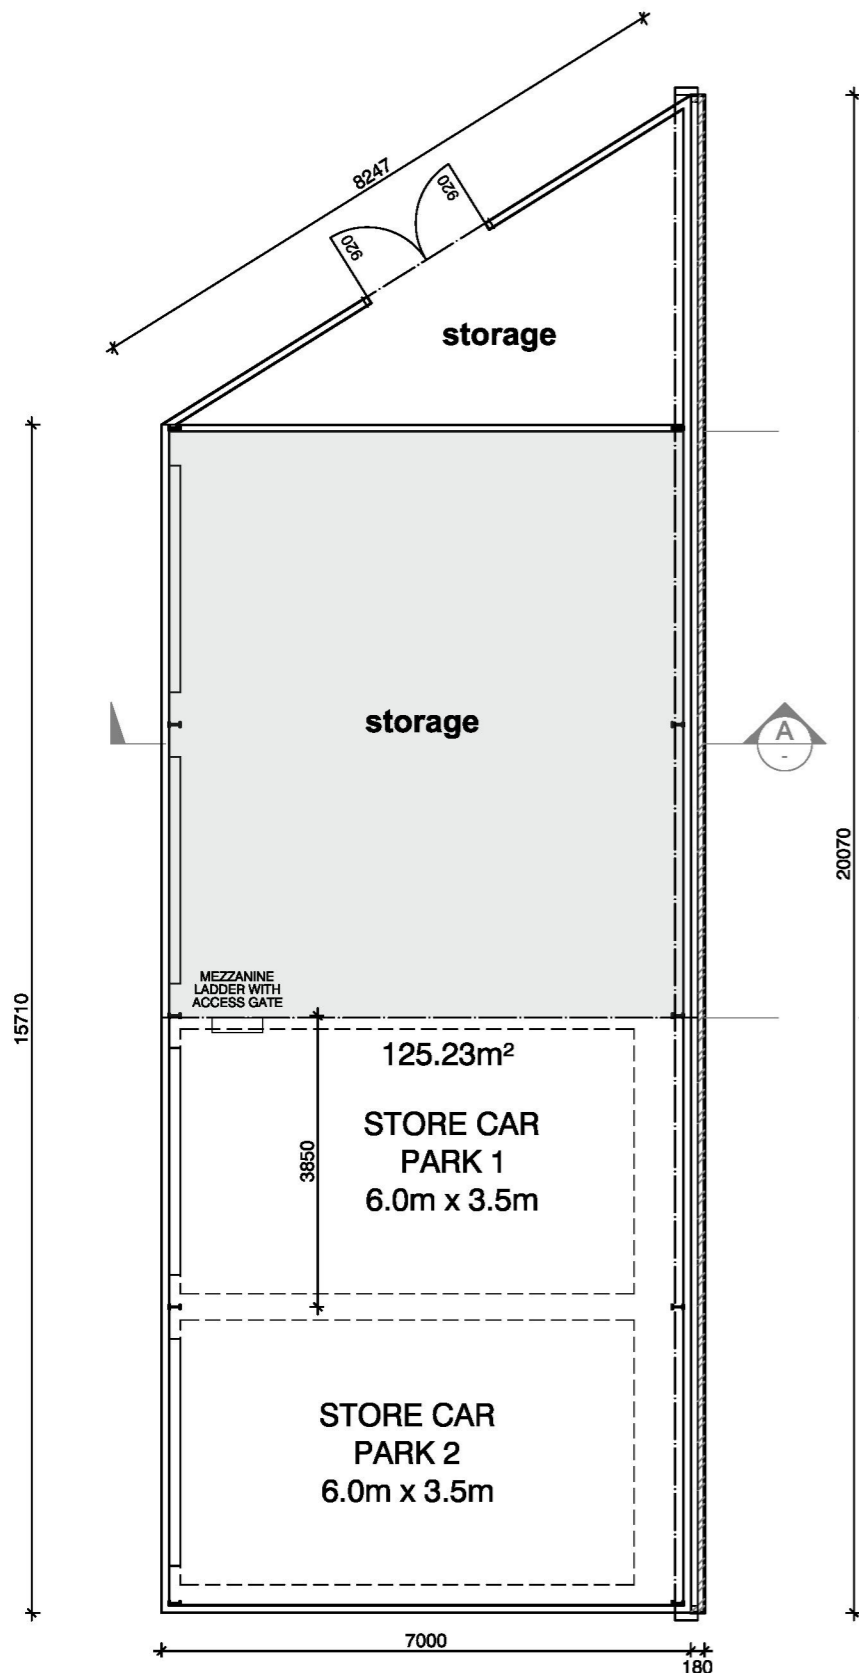 8247
920
920
storage
storage
A
-
20070
15710
MEZZANINE
LADDER WITH
ACCESS GATE
125.23m²
STORE CAR
PARK 1
6.0m x 3.5m
3850
STORE CAR
PARK 2
6.0m x 3.5m
7000
180